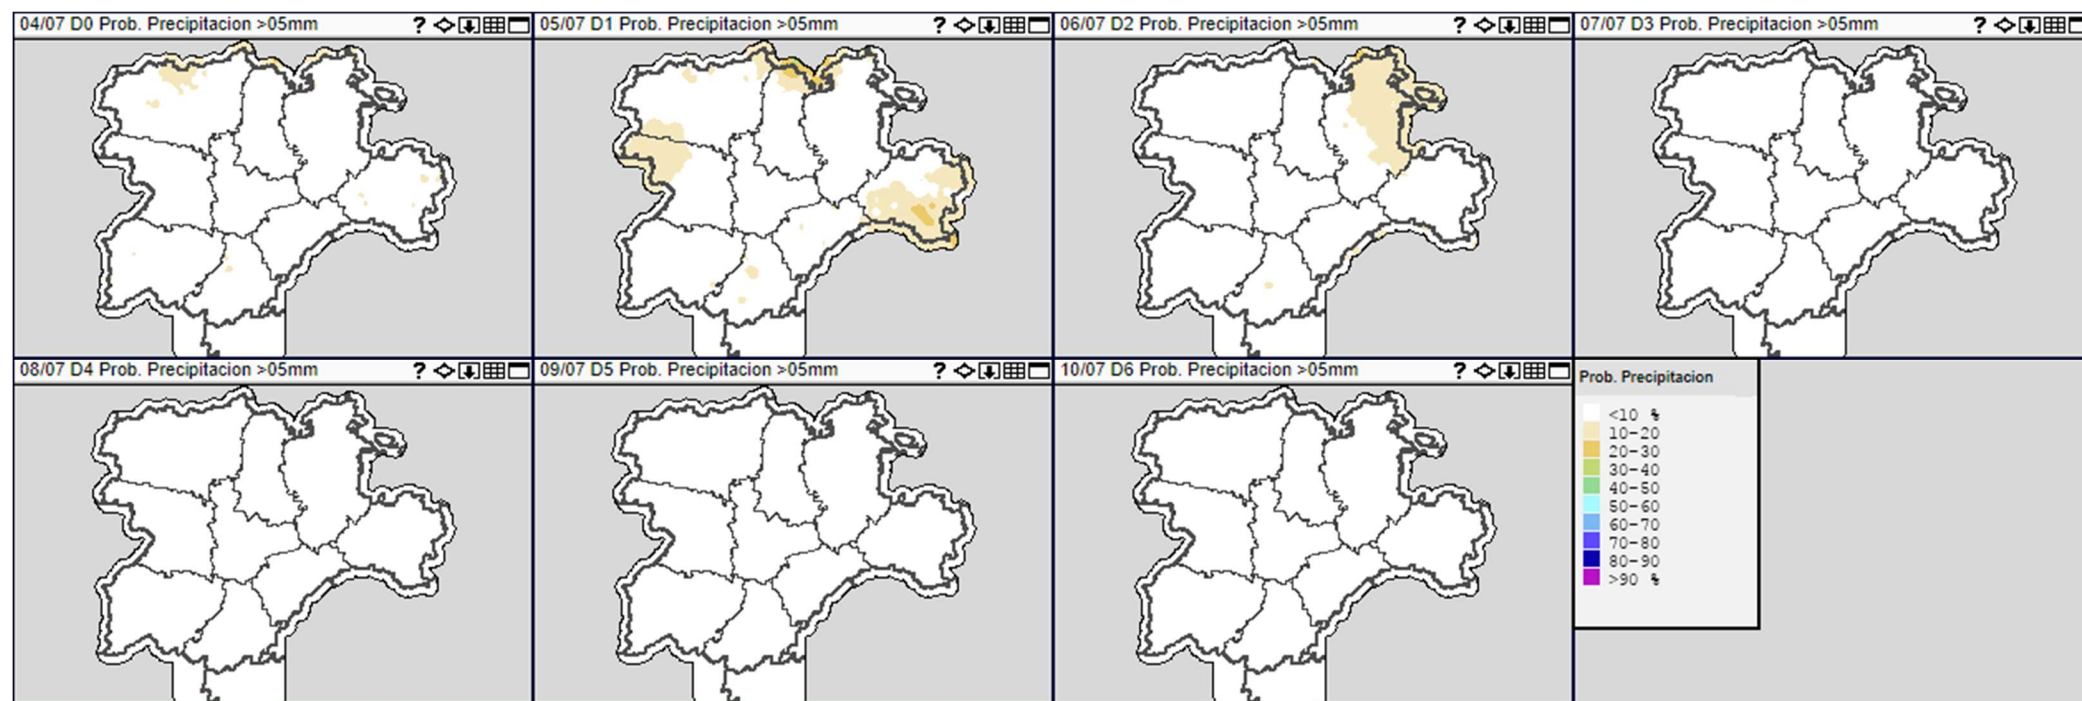 04/07 D0 Prob. Precipitacion >05mm ?
05/07 D1 Prob. Precipitacion >05mm ?
06/07 D2 Prob. Precipitacion >05mm ?
07/07 D3 Prob. Precipitacion >05mm ?
08/07 D4 Prob. Precipitacion >05mm ?
09/07 D5 Prob. Precipitacion >05mm ?
10/07 D6 Prob. Precipitacion >05mm ?
Prob. Precipitacion
<10 %
10-20
20-30
30-40
40-50
50-60
60-70
70-80
80-90
>90 %